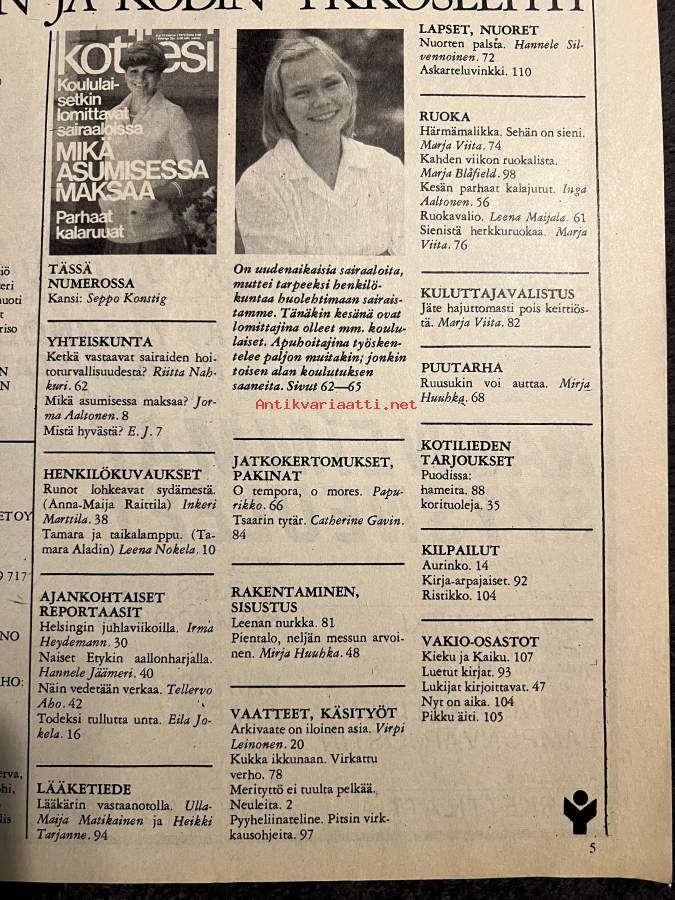 N JA KODIN YKKÖSLEHTI
kotiliesi
Koululai-
setkin
lomittavat
sairaaloissa
MIKÄ
ASUMISESSA
MAKSAA
Parhaat
kalaruuat
TÄSSÄ
NUMEROSSA
Kansi: Seppo Konstig
YHTEISKUNTA
Ketkä vastaavat sairaiden hoi-
toturvallisuudesta? Riitta Nah-
kuri. 62
Mikä asumisessa maksaa? Jor-
ma Aaltonen. 8
Mistä hyvästä? E. J. 7
HENKILÖKUVAUKSET
Runot lohkeavat sydämestä.
(Anna-Maija Raittila) Inkeri
Marttila. 38
Tamara ja taikalamppu. (Ta-
mara Aladin) Leena Nokela. 10
AJANKOHTAISET
REPORTAASIT
Helsingin juhlaviikoilla. Irma
Heydemann. 30
Naiset Etykin aallonharjalla.
Hannele Jäämeri. 40
Näin vedetään verkaa. Tellervo
Aho. 42
Todeksi tullutta unta. Eila Jo-
kela. 16
LÄÄKETIEDE
Lääkärin vastaanotolla. Ulla-
Maija Matikainen ja Heikki
Tarjanne. 94
On uudenaikaisia sairaaloita,
muttei tarpeeksi henkilö-
kuntaa huolehtimaan sairais-
tamme. Tänäkin kesänä ovat
lomittajina olleet mm. koulu-
laiset. Apuhoitajina työsken-
telee paljon muitakin; jonkin
toisen alan koulutuksen
saaneita. Sivut 62—65
Antikvariaatti.net
JATKOKERTOMUKSET,
PAKINAT
O tempora, o mores. Papu-
rikko. 66
Tsaarin tytär. Catherine Gavin.
84
RAKENTAMINEN,
SISUSTUS
Leenan nurkka. 81
Pientalo, neljän messun arvoi-
nen. Mirja Huuhka. 48
VAATTEET, KÄSITYÖT
Arkivaate on iloinen asia. Virpi
Leinonen. 20
Kukka ikkunaan. Virkattu
verho. 78
Merityttö ei tuulta pelkää.
Neuleita. 2
Pyyheliinateline. Pitsin virk-
kausohjeita. 97
LAPSET, NUORET
Nuorten palsta. Hannele Sil-
vennoinen. 72
Askarteluvinkki. 110
RUOKA
Härmämalikka. Sehän on sieni.
Marja Viita. 74
Kahden viikon ruokalista.
Marja Blåfield. 98
Kesän parhaat kalajutut. Inga
Aaltonen. 56
Ruokavalio. Leena Maijala. 61
Sienistä herkkuruokaa. Marja
Viita. 76
KULUTTAJAVALISTUS
Jäte hajuttomasti pois keittiös-
tä. Marja Viita. 82
PUUTARHA
Ruusukin voi auttaa. Mirja
Huuhka. 68
KOTILIEDEN
TARJOUKSET
Puodissa:
hameita. 88
korituoleja. 35
KILPAILUT
Aurinko. 14
Kirja-arpajaiset. 92
Ristikko. 104
VAKIO-OSASTOT
Kieku ja Kaiku. 107
Luetut kirjat. 93
Lukijat kirjoittavat. 47
Nyt on aika. 104
Pikku äiti. 105
5